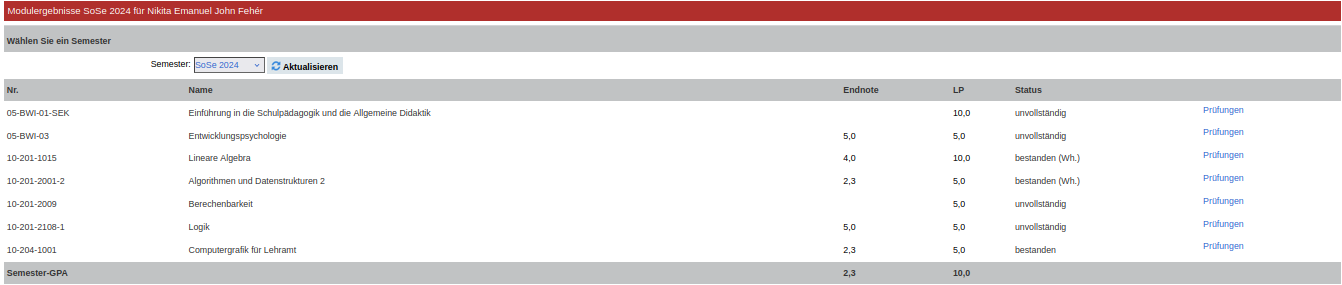 Modulergebnisse SoSe 2024 für Nikita Emanuel John Fehér
Wählen Sie ein Semester
Semester: SoSe 2024 Aktualisieren
Nr. Name Endnote LP Status
05-BWI-01-SEK Einführung in die Schulpädagogik und die Allgemeine Didaktik 10,0 unvollständig Prüfungen
05-BWI-03 Entwicklungspsychologie 5,0 5,0 unvollständig Prüfungen
10-201-1015 Lineare Algebra 4,0 10,0 bestanden (Wh.) Prüfungen
10-201-2001-2 Algorithmen und Datenstrukturen 2 2,3 5,0 bestanden (Wh.) Prüfungen
10-201-2009 Berechenbarkeit 5,0 unvollständig Prüfungen
10-201-2108-1 Logik 5,0 5,0 unvollständig Prüfungen
10-204-1001 Computergrafik für Lehramt 2,3 5,0 bestanden Prüfungen
Semester-GPA 2,3 10,0